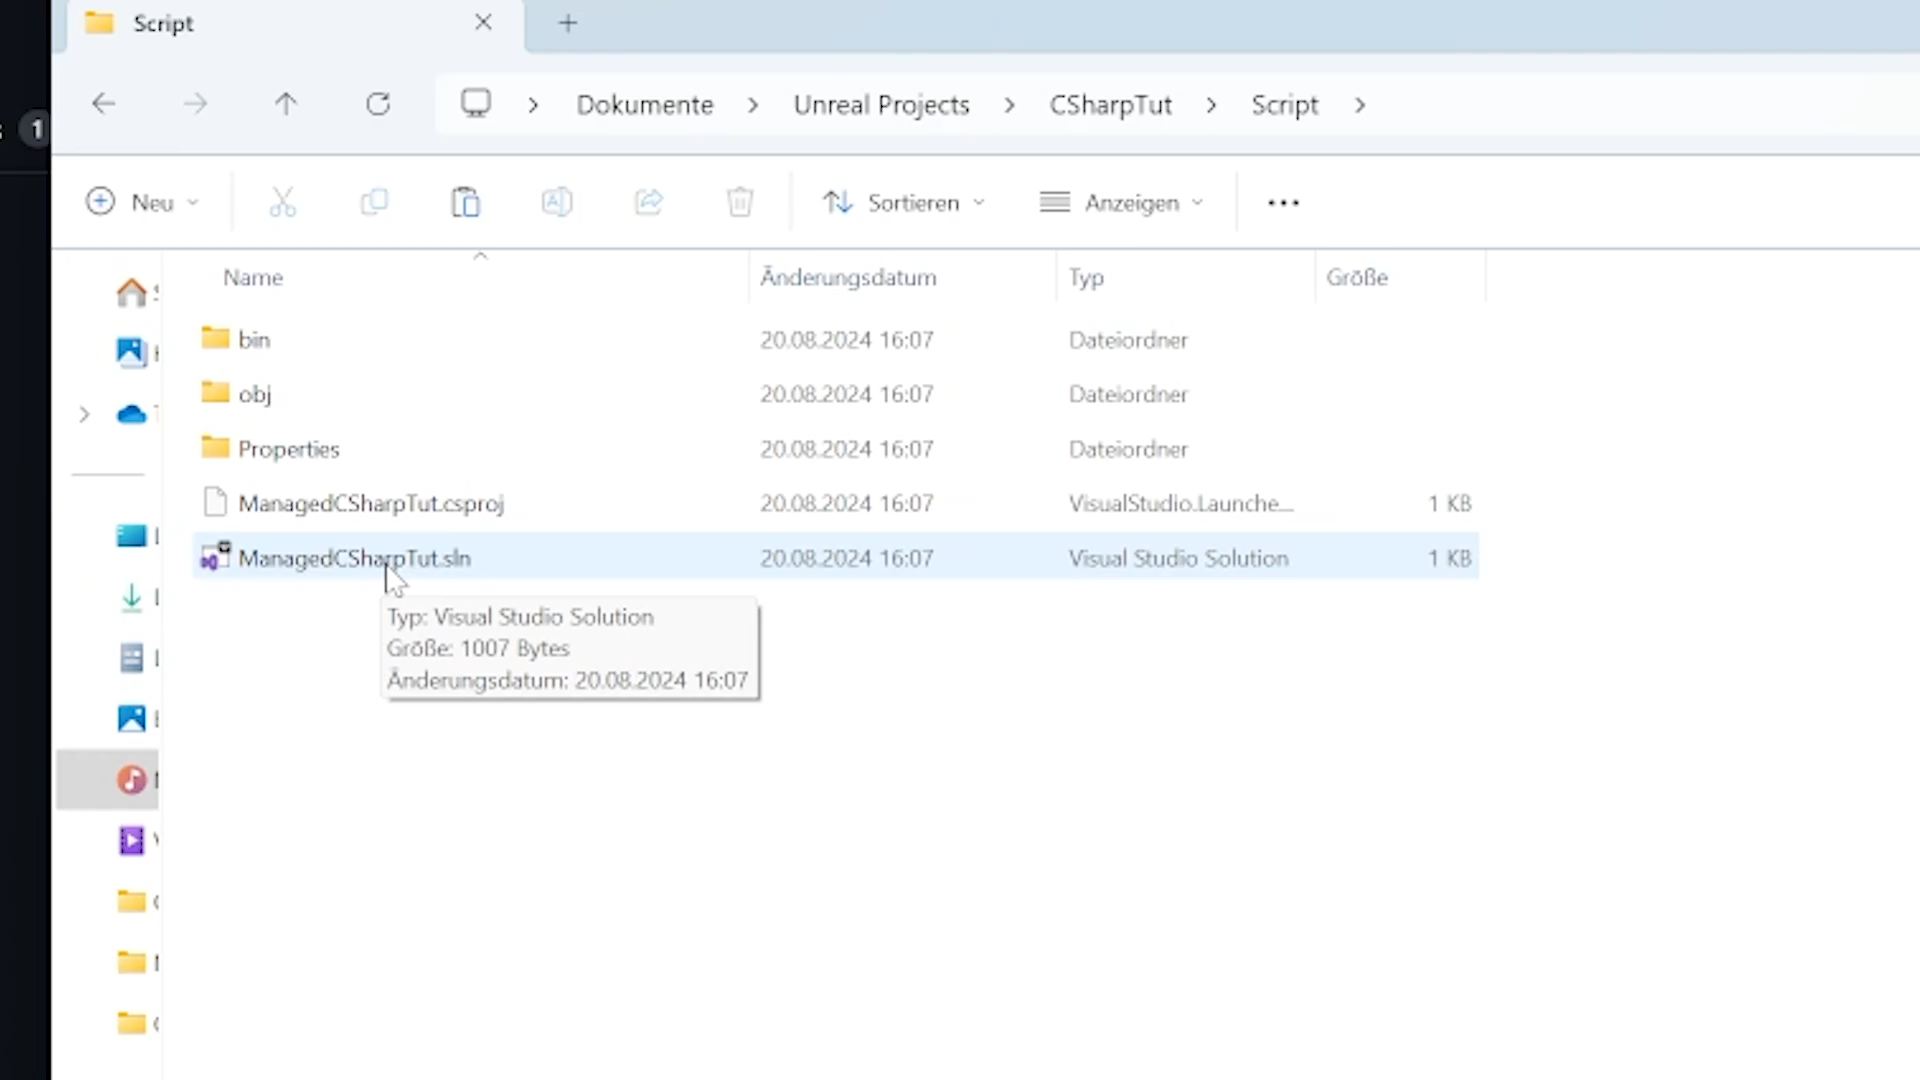 Script
1
Dokumente > Unreal Projects > CSharpTut > Script >
Neu
Sortieren
Anzeigen
Name Änderungsdatum Typ Größe
bin 20.08.2024 16:07 Dateiordner
obj 20.08.2024 16:07 Dateiordner
Properties 20.08.2024 16:07 Dateiordner
ManagedCSharpTut.csproj 20.08.2024 16:07 VisualStudio.Launche... 1 KB
ManagedCSharpTut.sln 20.08.2024 16:07 Visual Studio Solution 1 KB
Typ: Visual Studio Solution
Größe: 1007 Bytes
Änderungsdatum: 20.08.2024 16:07